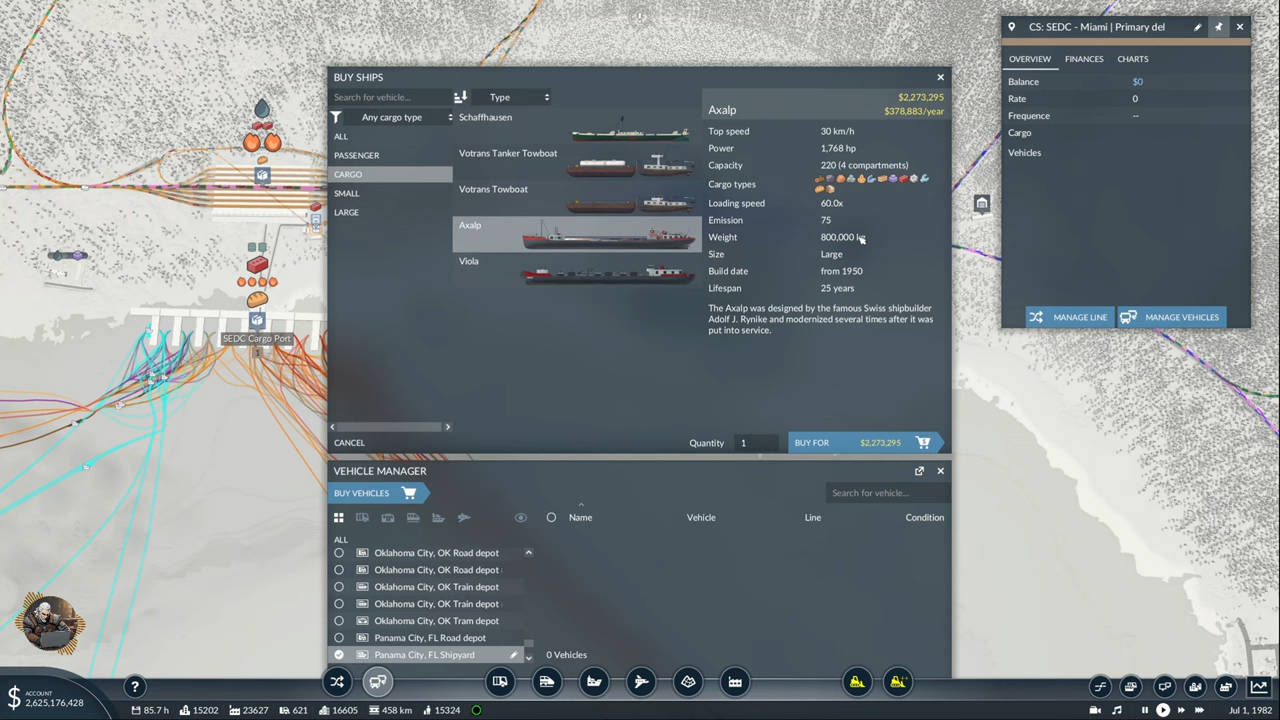 CS: SEDC - Miami | Primary del
OVERVIEW FINANCES CHARTS
Balance $0
Rate 0
Frequence --
Cargo
Vehicles
MANAGE LINE MANAGE VEHICLES
BUY SHIPS
Search for vehicle... Type
Any cargo type
ALL
PASSENGER
CARGO
SMALL
LARGE
Schaffhausen
Votrans Tanker Towboat
Votrans Towboat
Axalp
Viola
$2,273,295
Axalp $378,883/year
Top speed 30 km/h
Power 1,768 hp
Capacity 220 (4 compartments)
Cargo types
Loading speed 60.0x
Emission 75
Weight 800,000 kg
Size Large
Build date from 1950
Lifespan 25 years
The Axalp was designed by the famous Swiss shipbuilder
Adolf J. Rynike and modernized several times after it was
put into service.
CANCEL Quantity 1 BUY FOR $2,273,295
SEDC Cargo Port
1
VEHICLE MANAGER
BUY VEHICLES Search for vehicle...
Name Vehicle Line Condition
ALL
Oklahoma City, OK Road depot
Oklahoma City, OK Road depot
Oklahoma City, OK Train depot
Oklahoma City, OK Train depot
Oklahoma City, OK Tram depot
Panama City, FL Road depot
Panama City, FL Shipyard 0 Vehicles
$ ACCOUNT
2,625,176,428
?
85.7 h 15202 23627 621 16605 458 km 15324 Jul 1, 1982